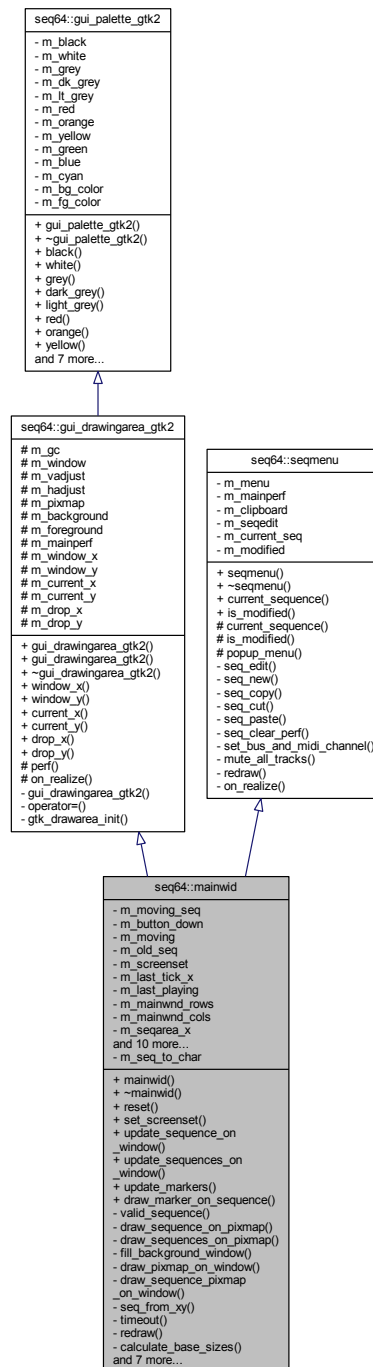 seq64::gui_palette_gtk2
- m_black
- m_white
- m_grey
- m_dk_grey
- m_lt_grey
- m_red
- m_orange
- m_yellow
- m_green
- m_blue
- m_cyan
- m_bg_color
- m_fg_color
+ gui_palette_gtk2()
+ ~gui_palette_gtk2()
+ black()
+ white()
+ grey()
+ dark_grey()
+ light_grey()
+ red()
+ orange()
+ yellow()
and 7 more...
seq64::gui_drawingarea_gtk2
# m_gc
# m_window
# m_vadjust
# m_hadjust
# m_pixmap
# m_background
# m_foreground
# m_mainperf
# m_window_x
# m_window_y
# m_current_x
# m_current_y
# m_drop_x
# m_drop_y
+ gui_drawingarea_gtk2()
+ gui_drawingarea_gtk2()
+ ~gui_drawingarea_gtk2()
+ window_x()
+ window_y()
+ current_x()
+ current_y()
+ drop_x()
+ drop_y()
# perf()
# on_realize()
- gui_drawingarea_gtk2()
- operator=()
- gtk_drawarea_init()
seq64::seqmenu
- m_menu
- m_mainperf
- m_clipboard
- m_seqedit
- m_current_seq
- m_modified
+ seqmenu()
+ ~seqmenu()
+ current_sequence()
+ is_modified()
# current_sequence()
# is_modified()
# popup_menu()
- seq_edit()
- seq_new()
- seq_copy()
- seq_cut()
- seq_paste()
- seq_clear_perf()
- set_bus_and_midi_channel()
- mute_all_tracks()
- redraw()
- on_realize()
seq64::mainwid
- m_moving_seq
- m_button_down
- m_moving
- m_old_seq
- m_screenset
- m_last_tick_x
- m_last_playing
- m_mainwnd_rows
- m_mainwnd_cols
- m_seqarea_x
and 10 more...
- m_seq_to_char
+ mainwid()
+ ~mainwid()
+ reset()
+ set_screenset()
+ update_sequence_on
_window()
+ update_sequences_on
_window()
+ update_markers()
+ draw_marker_on_sequence()
- valid_sequence()
- draw_sequence_on_pixmap()
- draw_sequences_on_pixmap()
- fill_background_window()
- draw_pixmap_on_window()
- draw_sequence_pixmap
_on_window()
- seq_from_xy()
- timeout()
- redraw()
- calculate_base_sizes()
and 7 more...